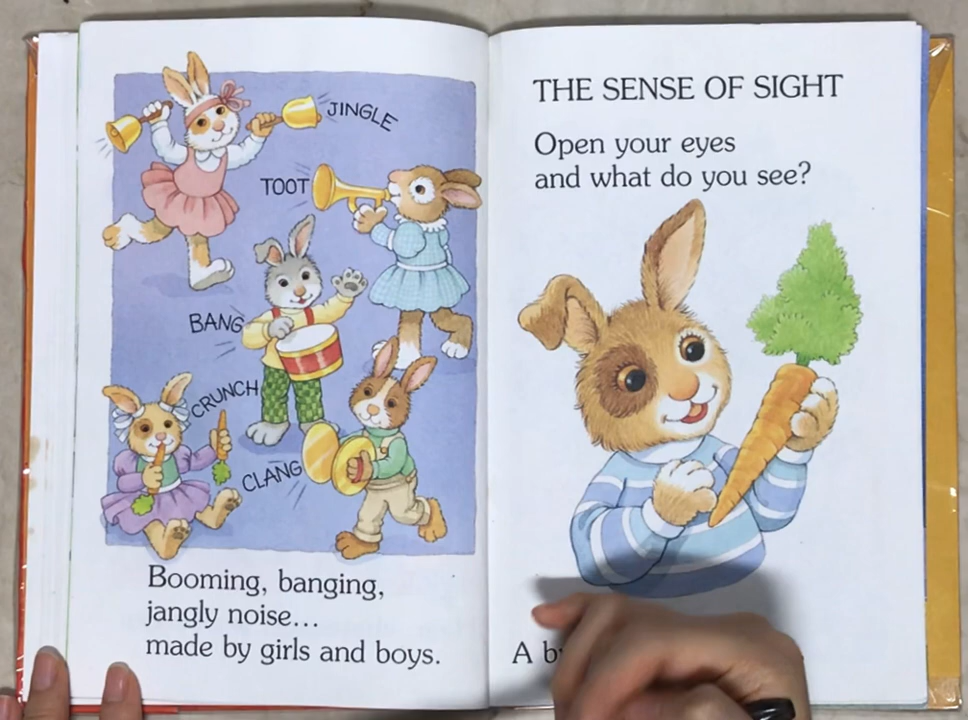 JINGLE
TOOT
BANG
CRUNCH
CLANG
Booming, banging,
jangly noise...
made by girls and boys.
THE SENSE OF SIGHT
Open your eyes
and what do you see?
A